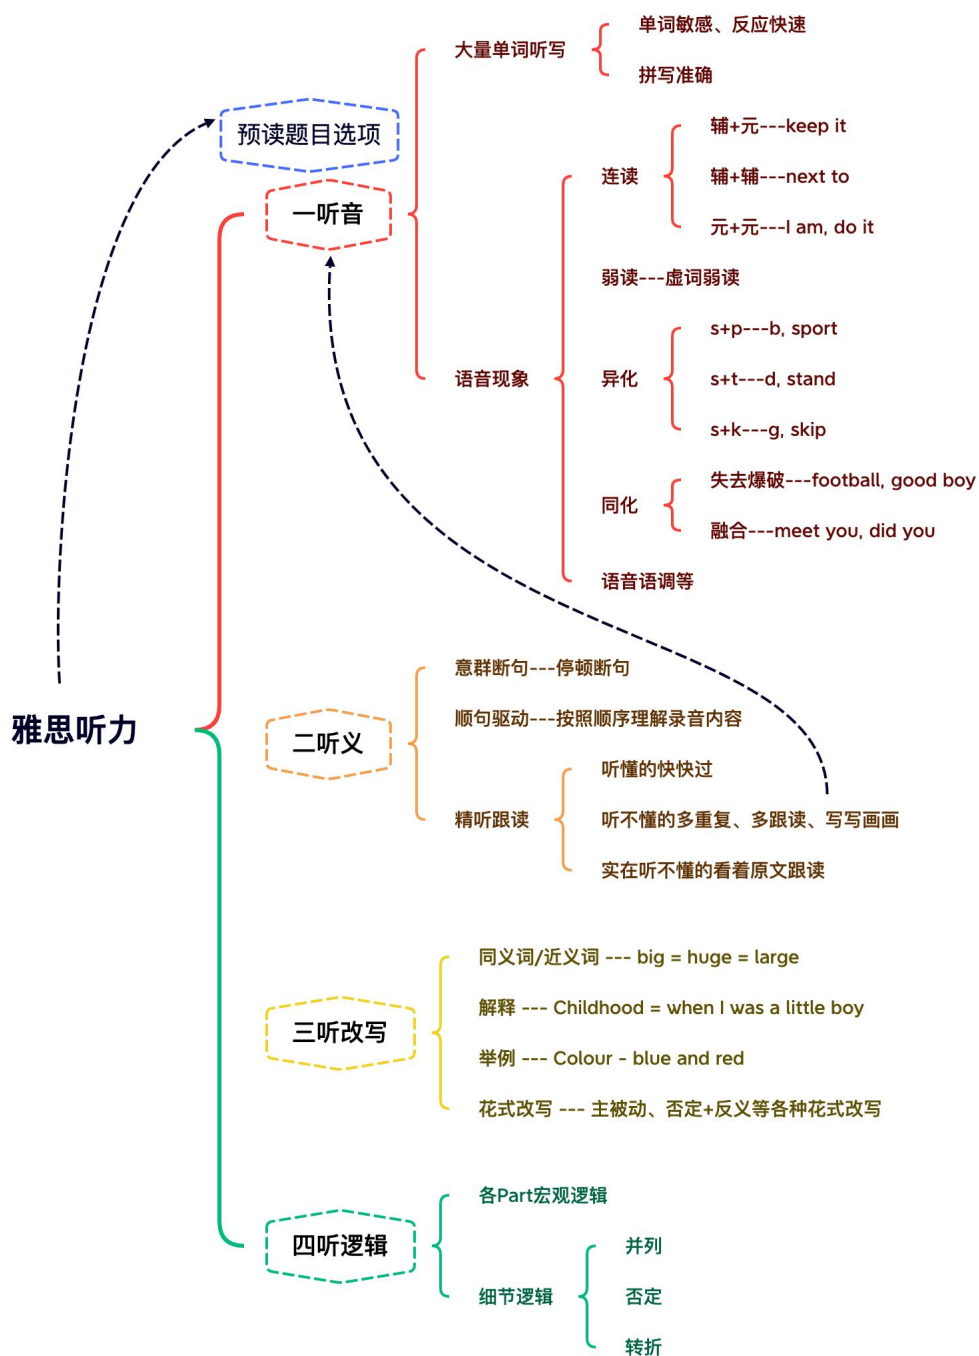 雅思听力
预读题目选项
一听音
大量单词听写
单词敏感、反应快速
拼写准确
语音现象
连读
辅+元---keep it
辅+辅---next to
元+元---I am, do it
弱读---虚词弱读
异化
s+p---b, sport
s+t---d, stand
s+k---g, skip
同化
失去爆破---football, good boy
融合---meet you, did you
语音语调等
二听义
意群断句---停顿断句
顺句驱动---按照顺序理解录音内容
精听跟读
听懂的快快过
听不懂的多重复、多跟读、写写画画
实在听不懂的看着原文跟读
三听改写
同义词/近义词 --- big = huge = large
解释 --- Childhood = when I was a little boy
举例 --- Colour - blue and red
花式改写 --- 主被动、否定+反义等各种花式改写
四听逻辑
各Part宏观逻辑
细节逻辑
并列
否定
转折